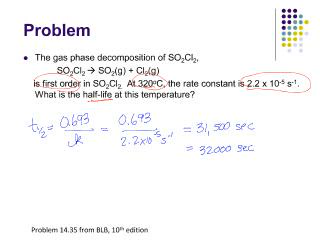 Problem
The gas phase decomposition of SO2Cl2,
SO2Cl2 → SO2(g) + Cl2(g)
is first order in SO2Cl2. At 320°C, the rate constant is 2.2 x 10-5 s-1.
What is the half-life at this temperature?
t1/2 = 0.693/k = 0.693/2.2x10-5 s-1 = 31,500 sec
= 32000 sec
Problem 14.35 from BLB, 10th edition